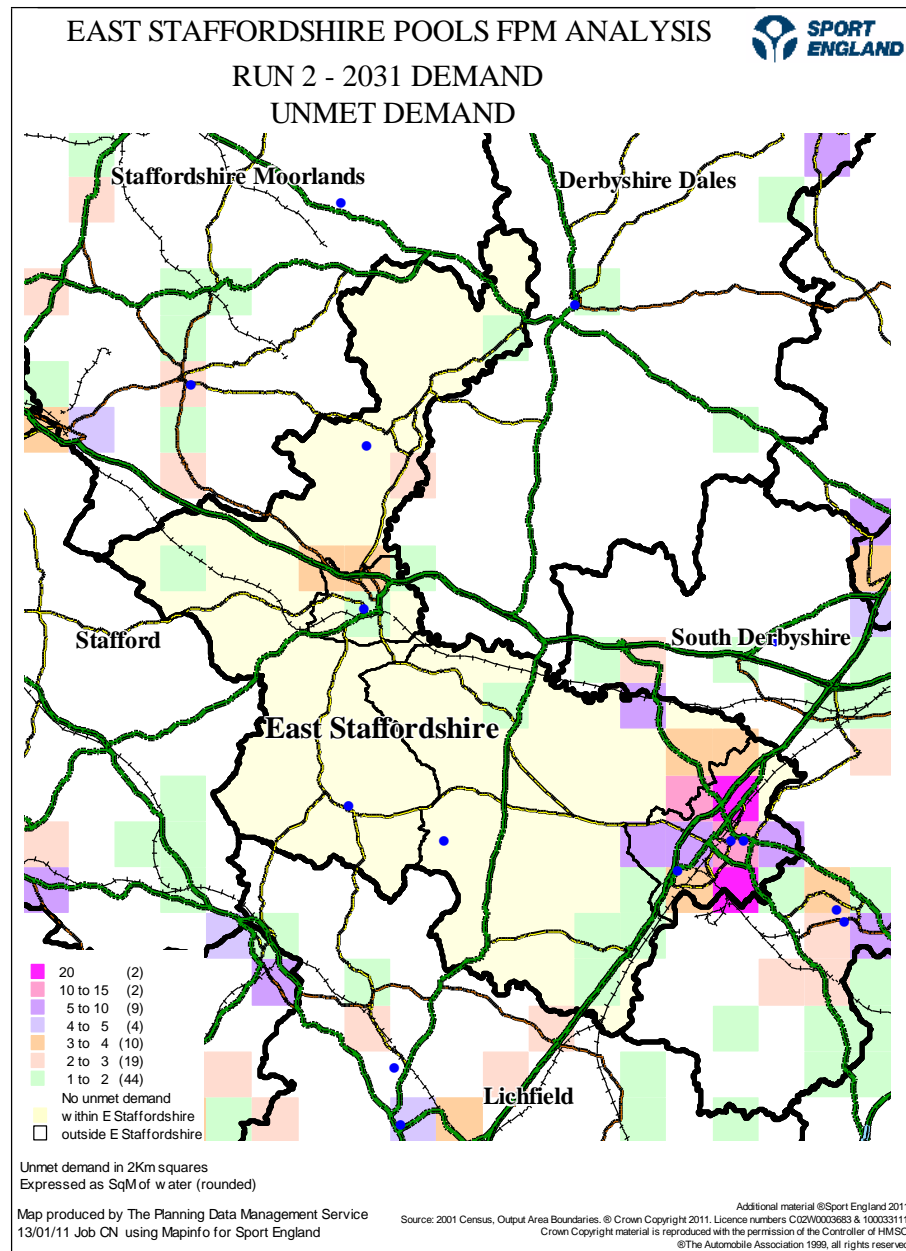 EAST STAFFORDSHIRE POOLS FPM ANALYSIS
SPORT
ENGLAND
RUN 2 - 2031 DEMAND
UNMET DEMAND
Staffordshire Moorlands
Derbyshire Dales
Stafford
South Derbyshire
East Staffordshire
Lichfield
20 (2)
10 to 15 (2)
5 to 10 (9)
4 to 5 (4)
3 to 4 (10)
2 to 3 (19)
1 to 2 (44)
No unmet demand
within E Staffordshire
outside E Staffordshire
Unmet demand in 2Km squares
Expressed as SqM of water (rounded)
Map produced by The Planning Data Management Service
13/01/11 Job CN using Mapinfo for Sport England
Additional material ©Sport England 2011
Source: 2001 Census, Output Area Boundaries. © Crown Copyright 2011. Licence numbers C02W0003683 & 100033111
Crown Copyright material is reproduced with the permission of the Controller of HMSO
©The Automobile Association 1999, all rights reserved